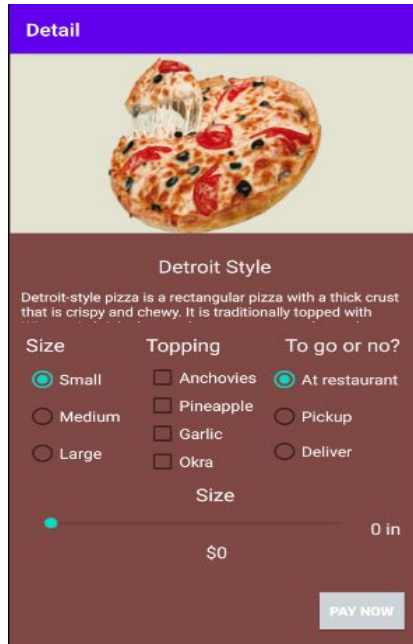 Detail
Detroit Style
Detroit-style pizza is a rectangular pizza with a thick crust
that is crispy and chewy. It is traditionally topped with
Size
Topping
To go or no?
Small
Anchovies
At restaurant
Medium
Pineapple
Pickup
Large
Garlic
Deliver
Okra
Size
0 in
$0
PAY NOW